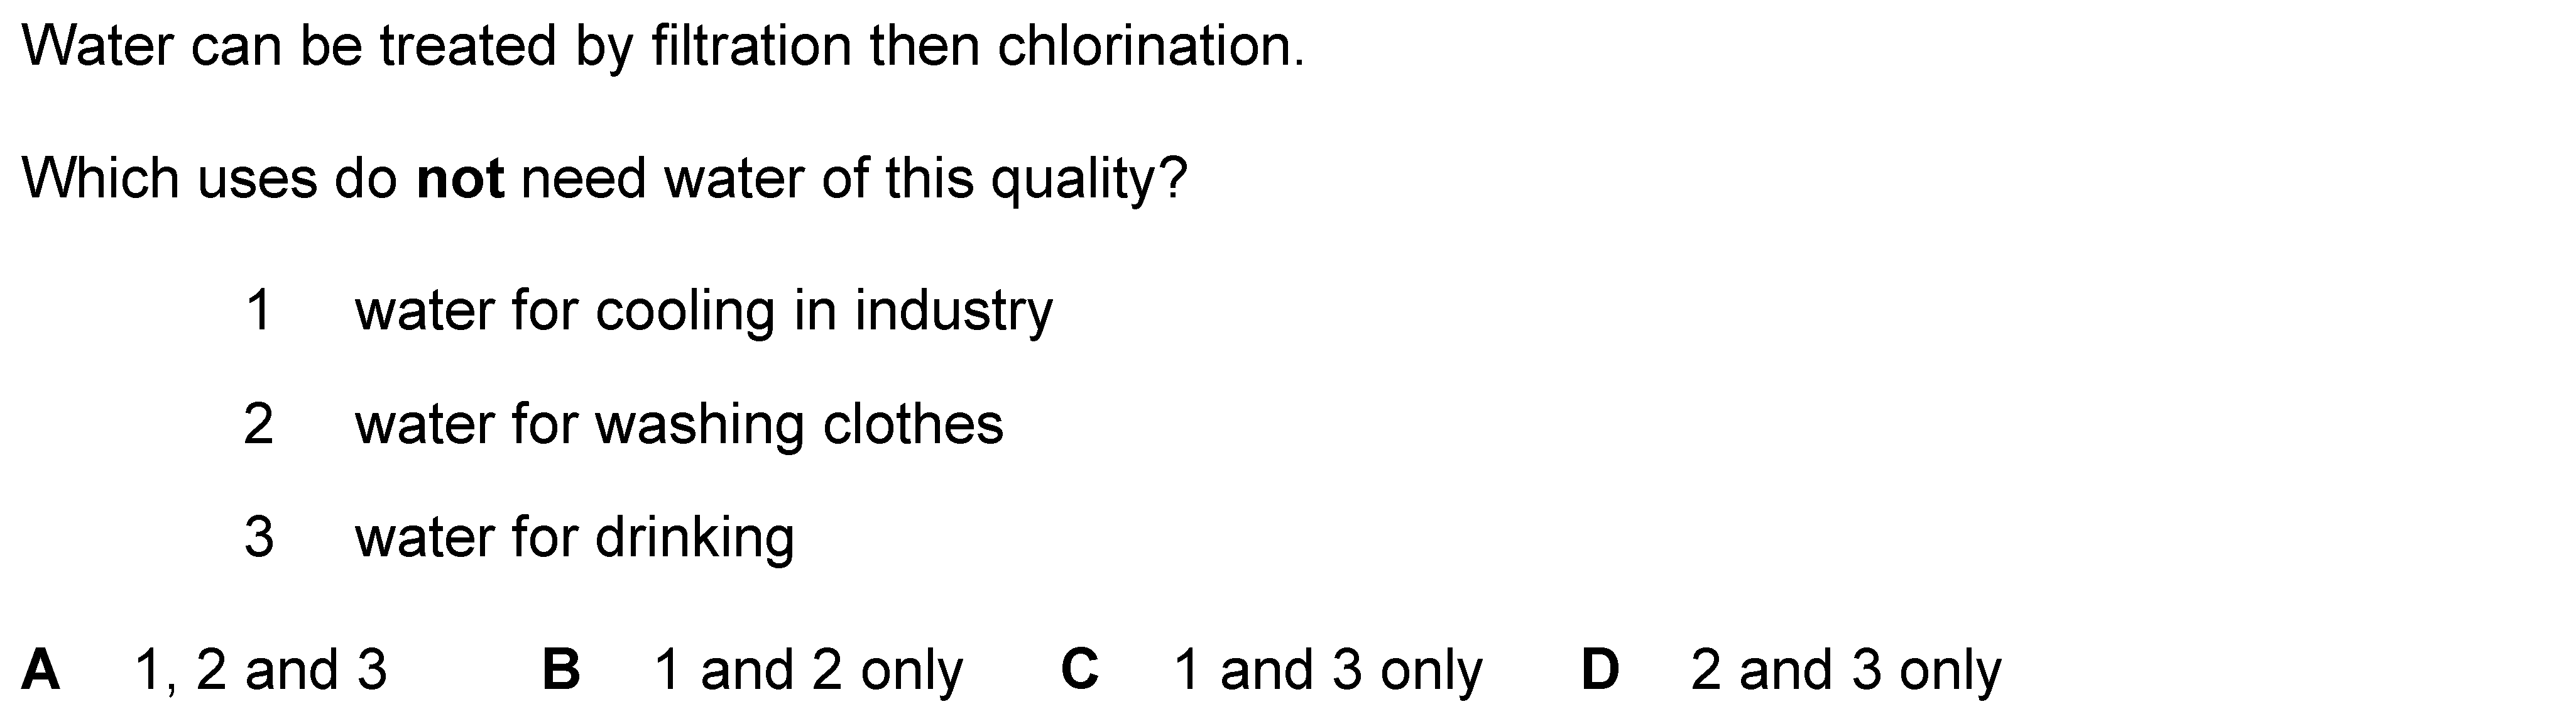 Water can be treated by filtration then chlorination.
Which uses do not need water of this quality?
1 water for cooling in industry
2 water for washing clothes
3 water for drinking
A 1, 2 and 3 B 1 and 2 only C 1 and 3 only D 2 and 3 only